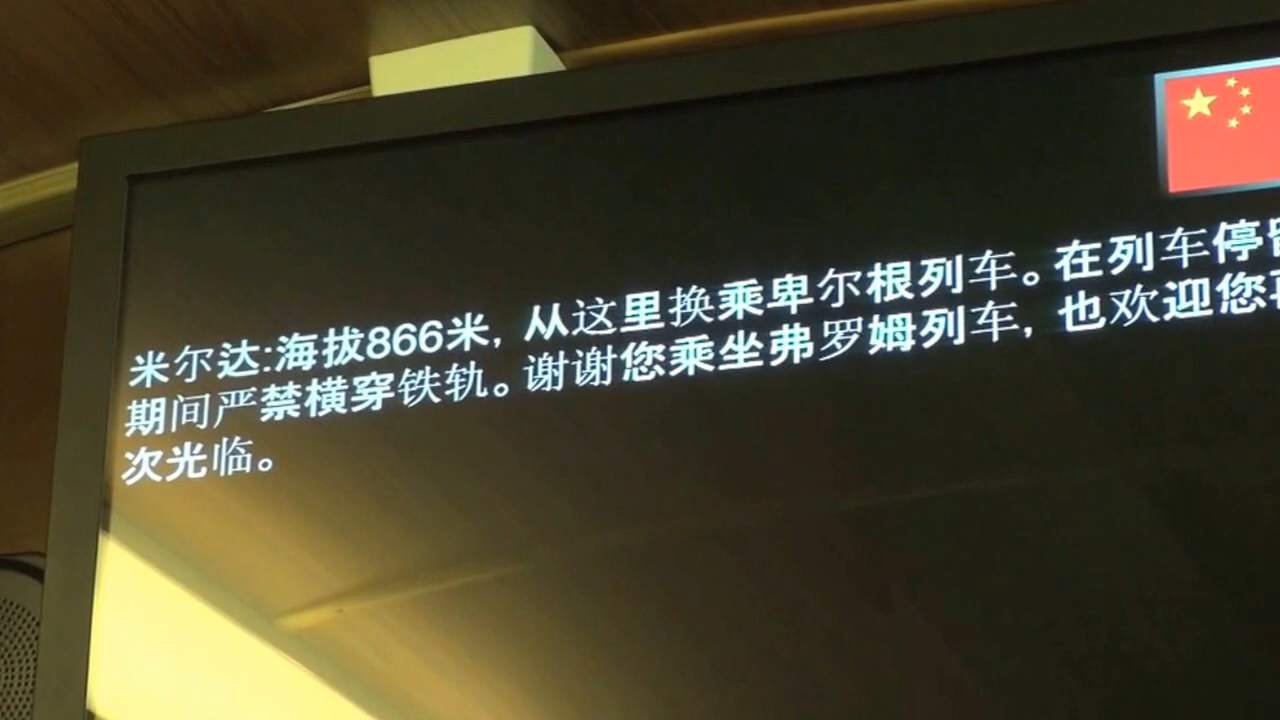 米尔达:海拔866米, 从这里换乘卑尔根列车。在列车停留
期间严禁横穿铁轨。谢谢您乘坐弗罗姆列车, 也欢迎您再
次光临。